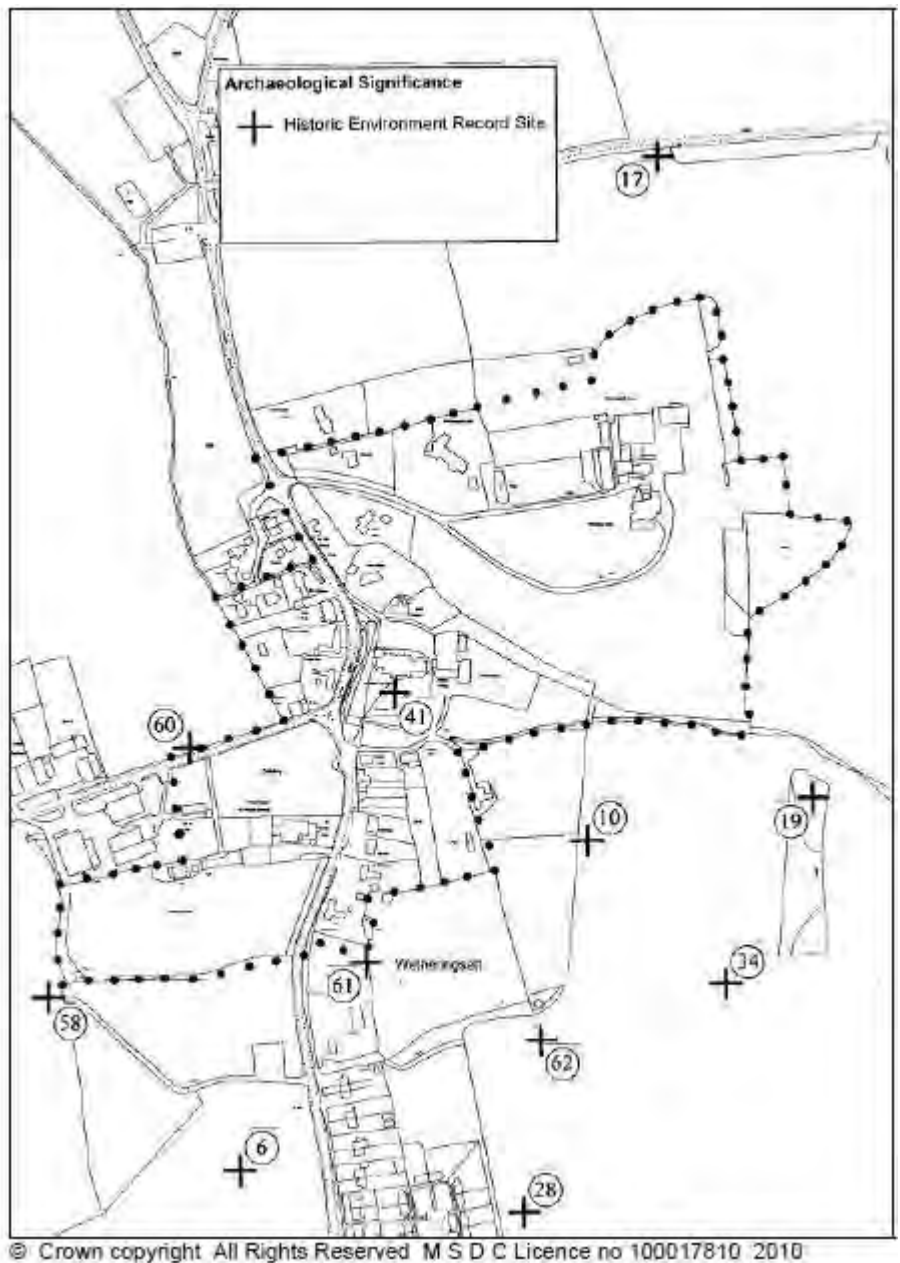 Archaeological Significance
Historic Environment Record Site
17
60
41
10
19
Wetheringsett
34
61
58
62
6
28
© Crown copyright All Rights Reserved M S D C Licence no 100017810 2010